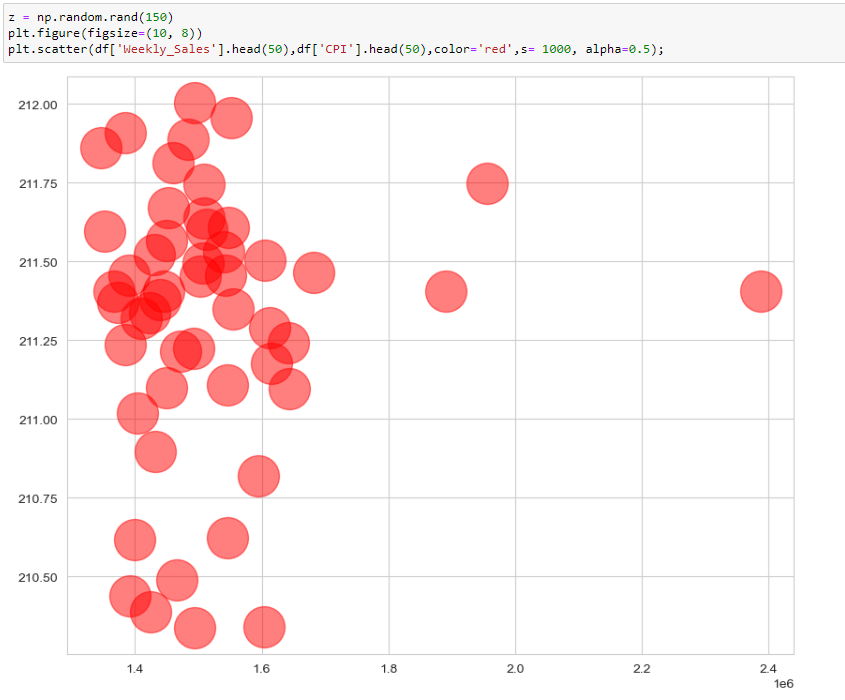 z = np.random.rand(150)
plt.figure(figsize=(10, 8))
plt.scatter(df['Weekly_Sales'].head(50),df['CPI'].head(50),color='red',s= 1000, alpha=0.5);
212.00
211.75
211.50
211.25
211.00
210.75
210.50
1.4 1.6 1.8 2.0 2.2 2.4
1e6